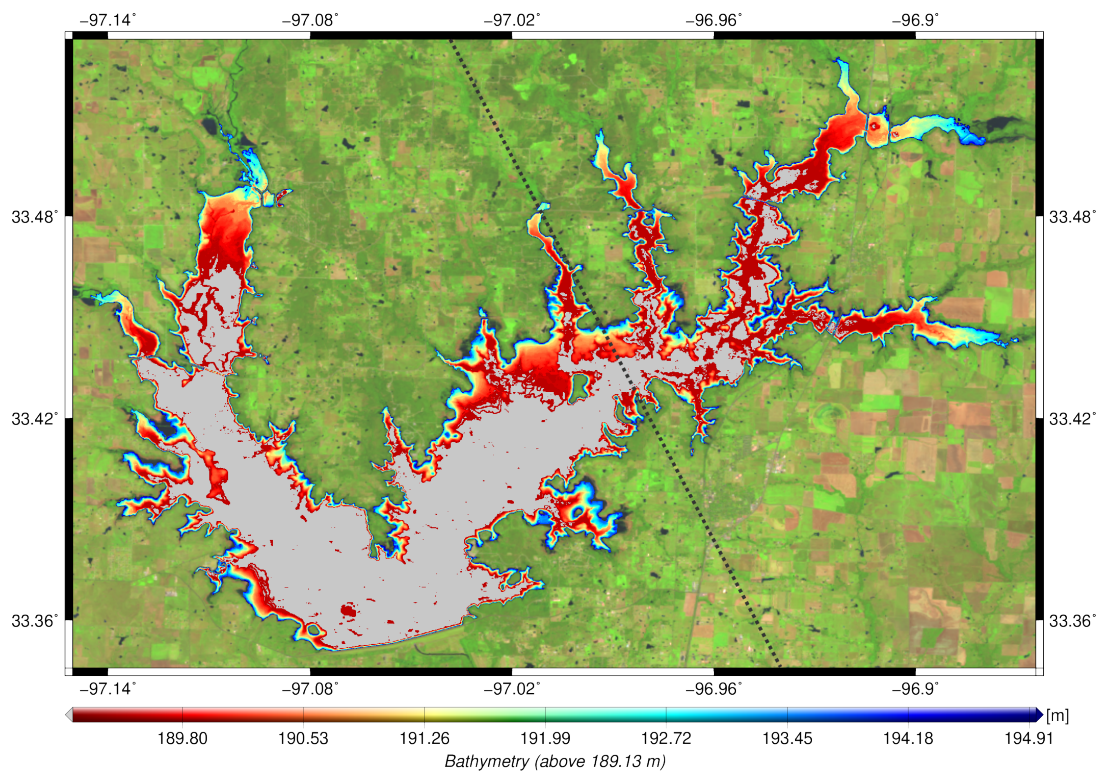 −97.14˚ −97.08˚ −97.02˚ −96.96˚ −96.9˚
33.48˚ 33.48˚
33.42˚ 33.42˚
33.36˚ 33.36˚
−97.14˚ −97.08˚ −97.02˚ −96.96˚ −96.9˚
[m]
189.80 190.53 191.26 191.99 192.72 193.45 194.18 194.91
Bathymetry (above 189.13 m)